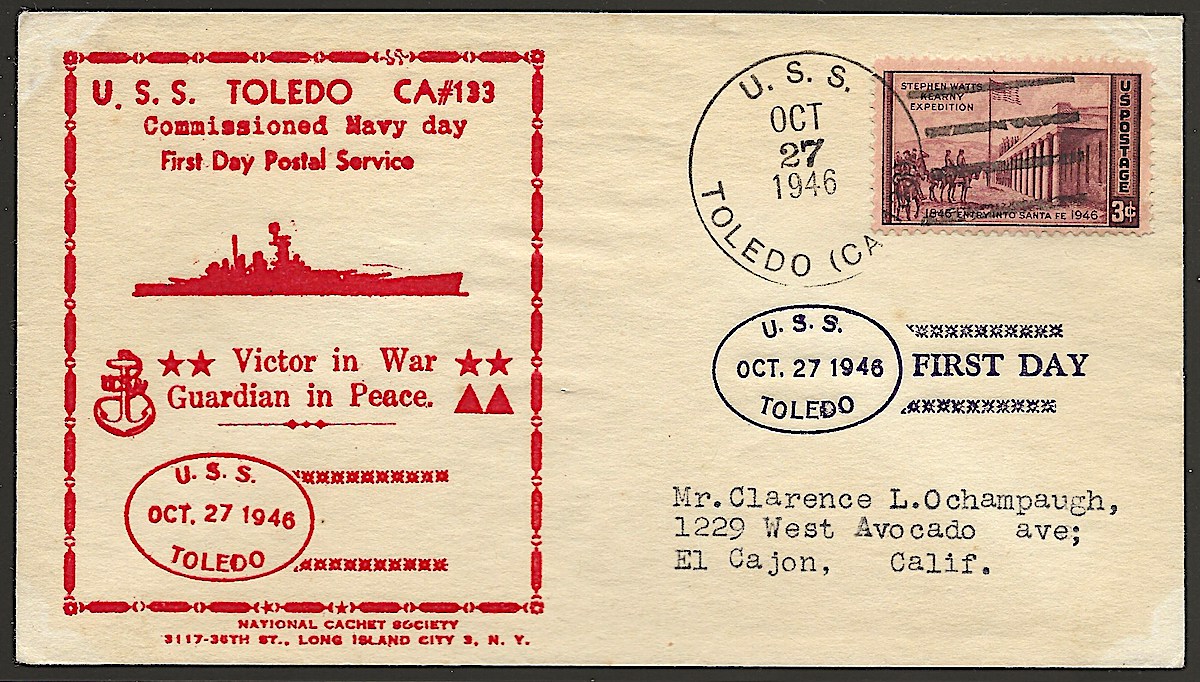 U. S. S. TOLEDO CA#133
Commissioned Navy day
First Day Postal Service
★★ Victor in War ★★
Guardian in Peace. ▲▲
U. S. S.
OCT. 27 1946
TOLEDO
NATIONAL CACHET SOCIETY
3117-36TH ST., LONG ISLAND CITY 3, N. Y.
U. S. S.
OCT
27
1946
TOLEDO (CA
STEPHEN WATTS
KEARNY
EXPEDITION
US POSTAGE
1846 ENTRY INTO SANTA FE 1946
3¢
U. S. S.
OCT. 27 1946
TOLEDO
FIRST DAY
Mr.Clarence L.Ochampaugh,
1229 West Avocado ave;
El Cajon, Calif.